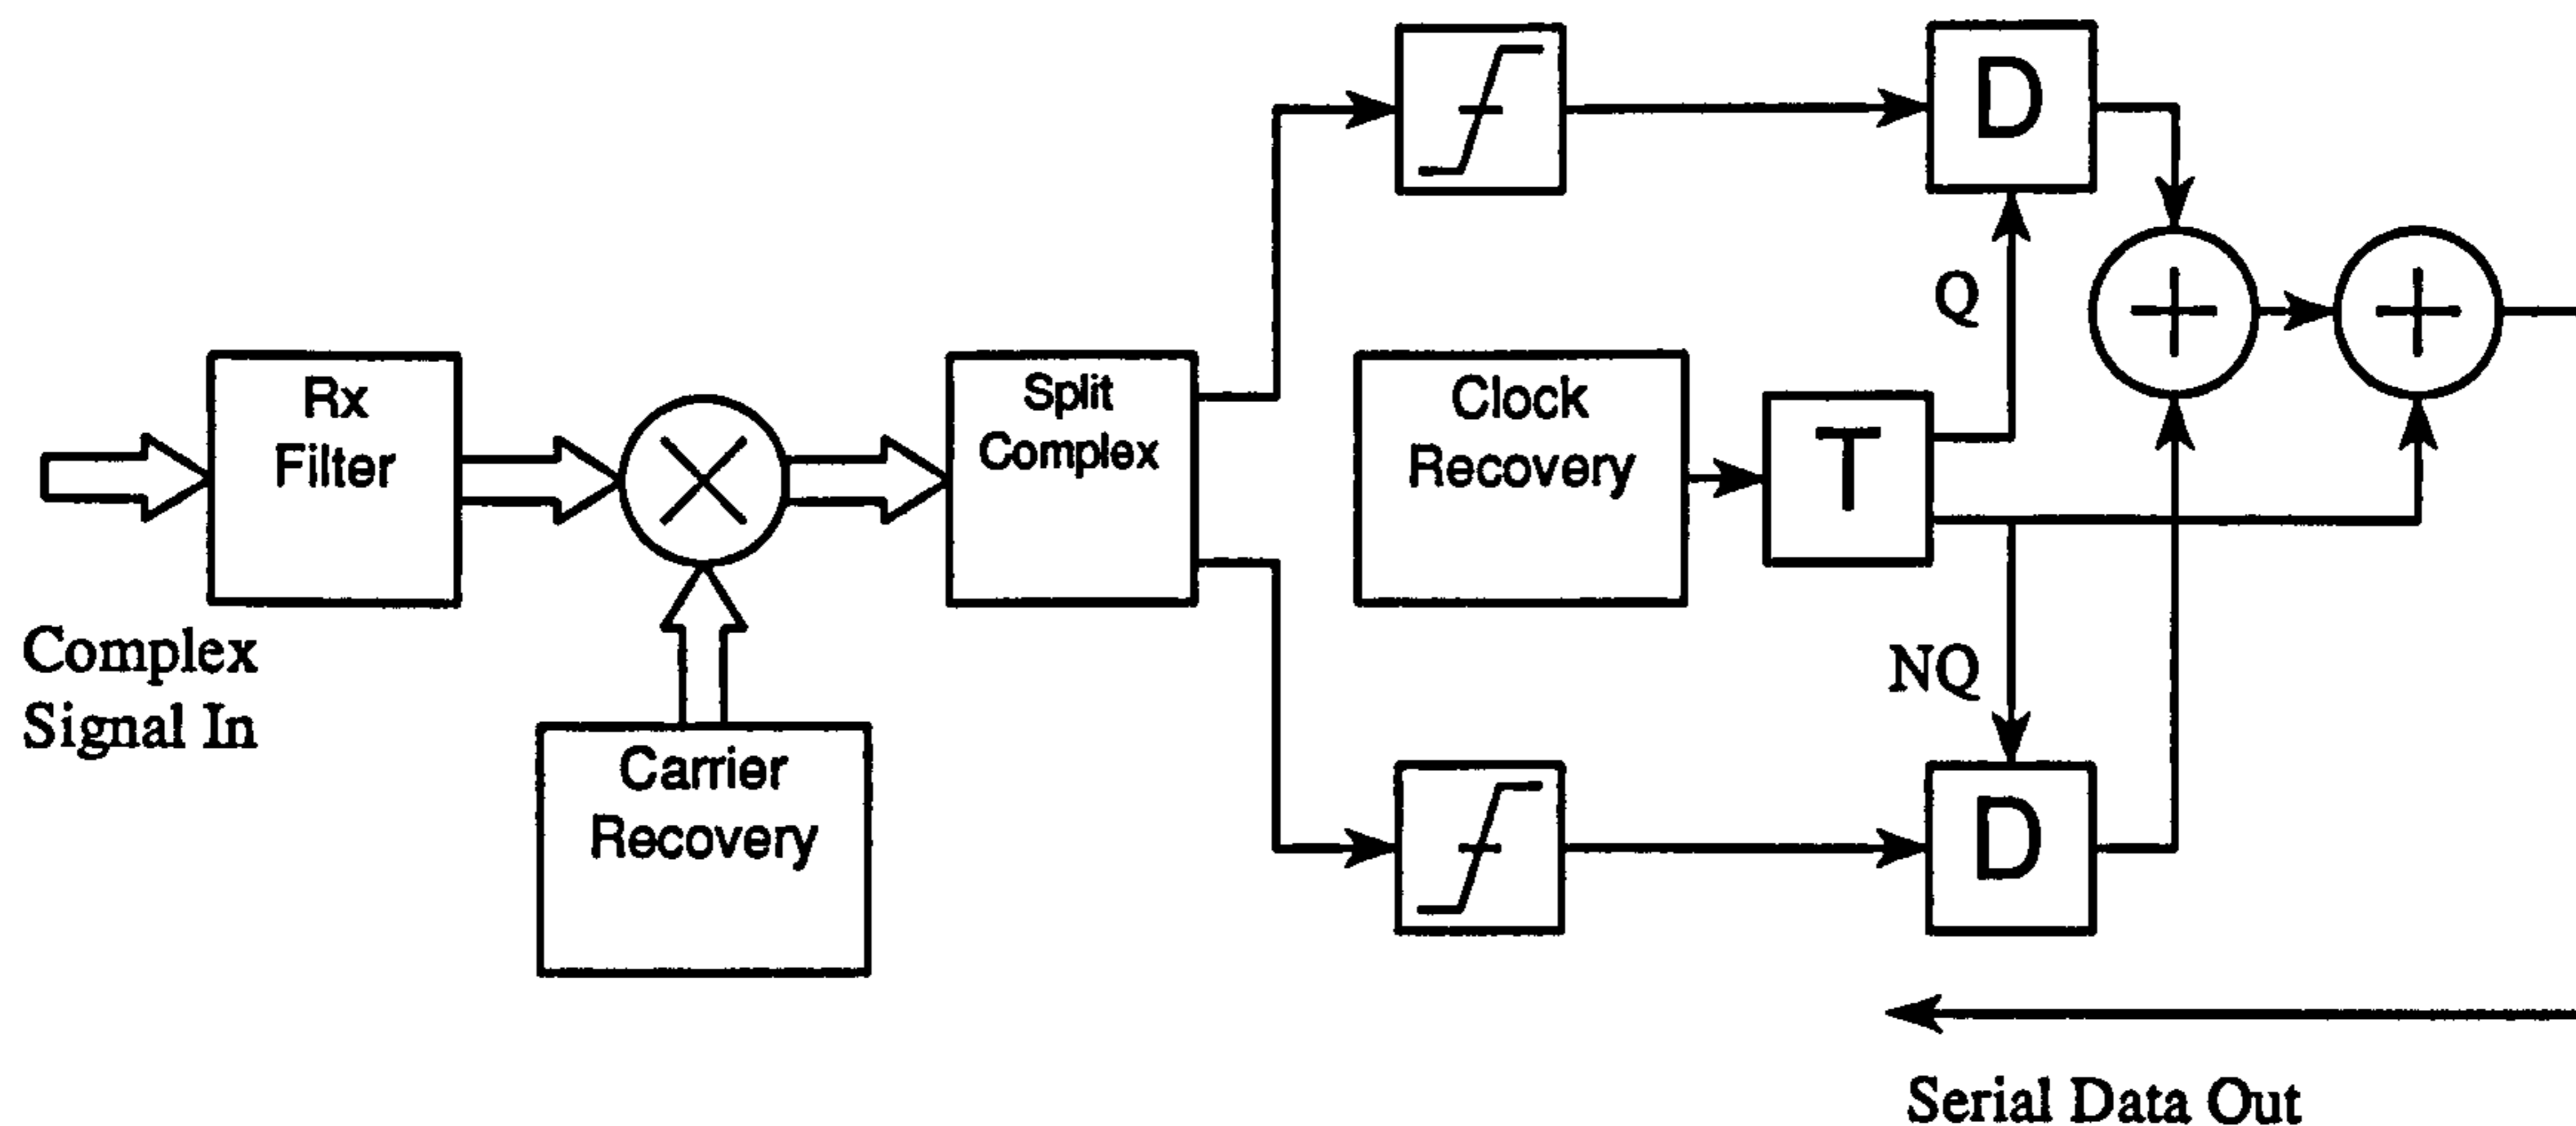 D
Q
Rx
Filter
Split
Complex
Clock
Recovery
T
Complex
Signal In
NQ
Carrier
Recovery
D
Serial Data Out